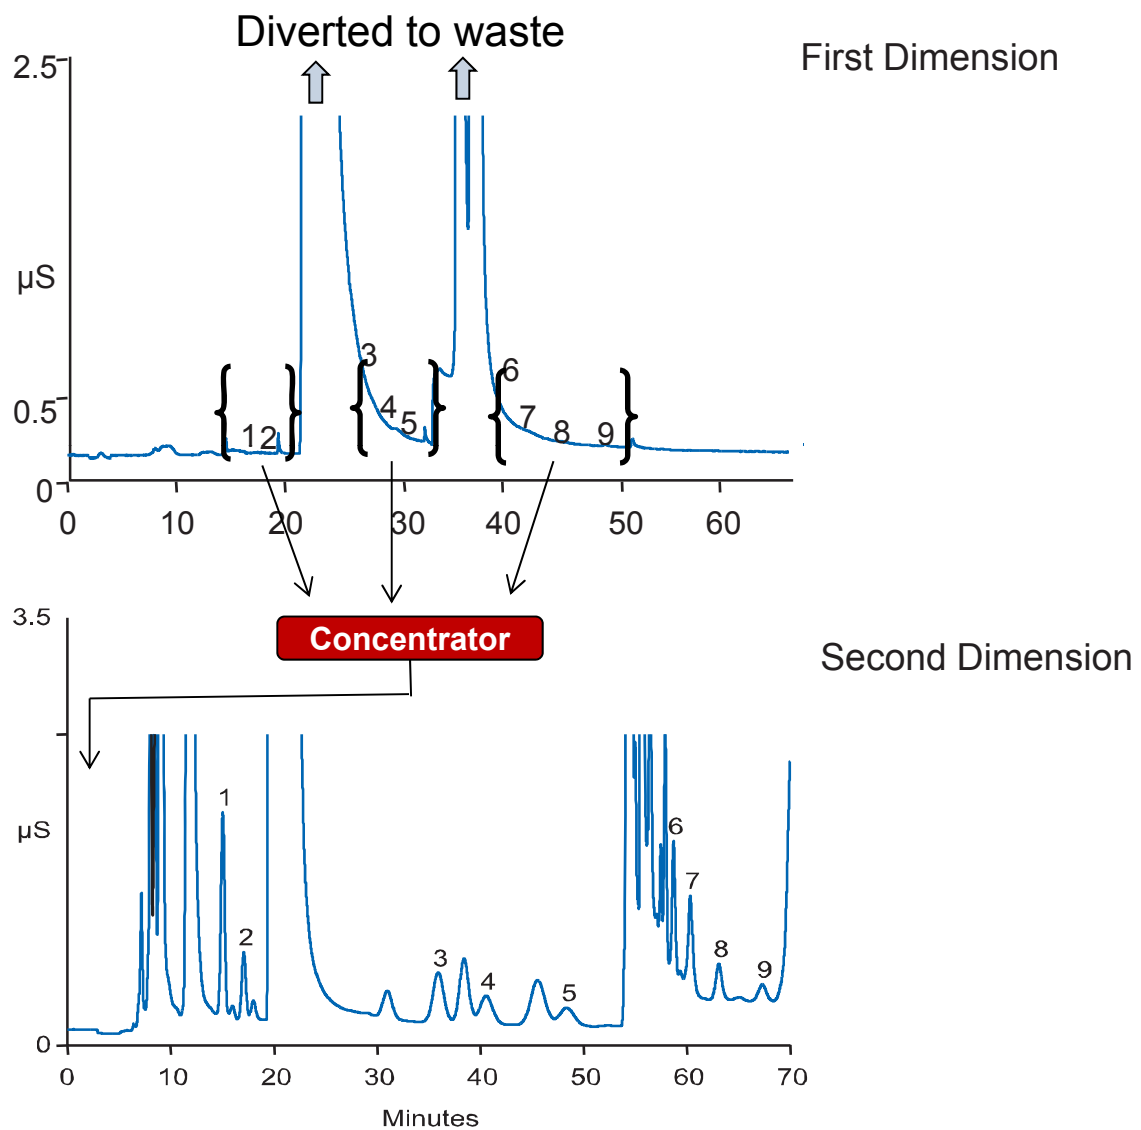 Diverted to waste
First Dimension
2.5
µS
3
6
4
7
0.5
5
8
9
12
0
0 10 20 30 40 50 60
3.5
Concentrator
Second Dimension
1
6
µS
7
2
3
8
9
4
5
0
0 10 20 30 40 50 60 70
Minutes